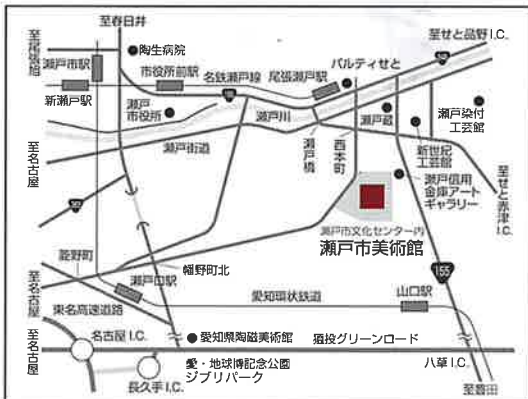 至春日井
至尾張旭
瀬戸市駅
陶生病院
新瀬戸駅
市役所前駅
名鉄瀬戸線
尾張瀬戸駅
パルティせと
至せと品野I.C.
瀬戸市役所
瀬戸川
瀬戸蔵
瀬戸染付
工芸館
至名古屋
瀬戸街道
瀬戸橋
西本町
新世紀
工芸館
至せと赤津I.C.
瀬戸信用
金庫アート
ギャラリー
瀬戸市文化センター内
瀬戸市美術館
菱野町
幡野町北
瀬戸口駅
155
至名古屋
東名高速道路
愛知環状鉄道
山口駅
至名古屋
名古屋I.C.
愛知県陶磁美術館
猿投グリーンロード
愛・地球博記念公園
ジブリパーク
八草I.C.
長久手I.C.
至豊田